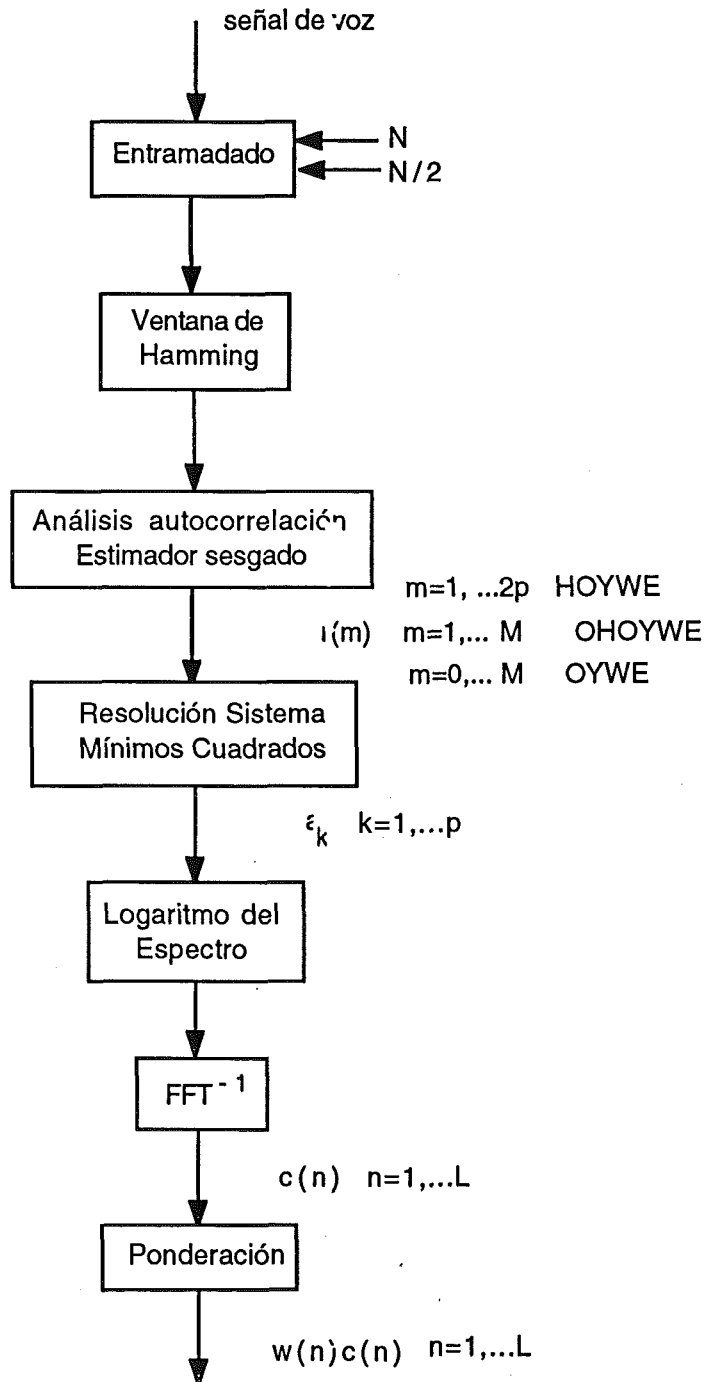 señal de voz
Entramadado
N
N/2
Ventana de
Hamming
Análisis autocorrelación
Estimador sesgado
m=1, ...2p HOYWE
(m) m=1,... M OHOYWE
m=0,... M OYWE
Resolución Sistema
Mínimos Cuadrados
k k=1,...p
Logaritmo del
Espectro
FFT⁻¹
c(n) n=1,...L
Ponderación
w(n)c(n) n=1,...L